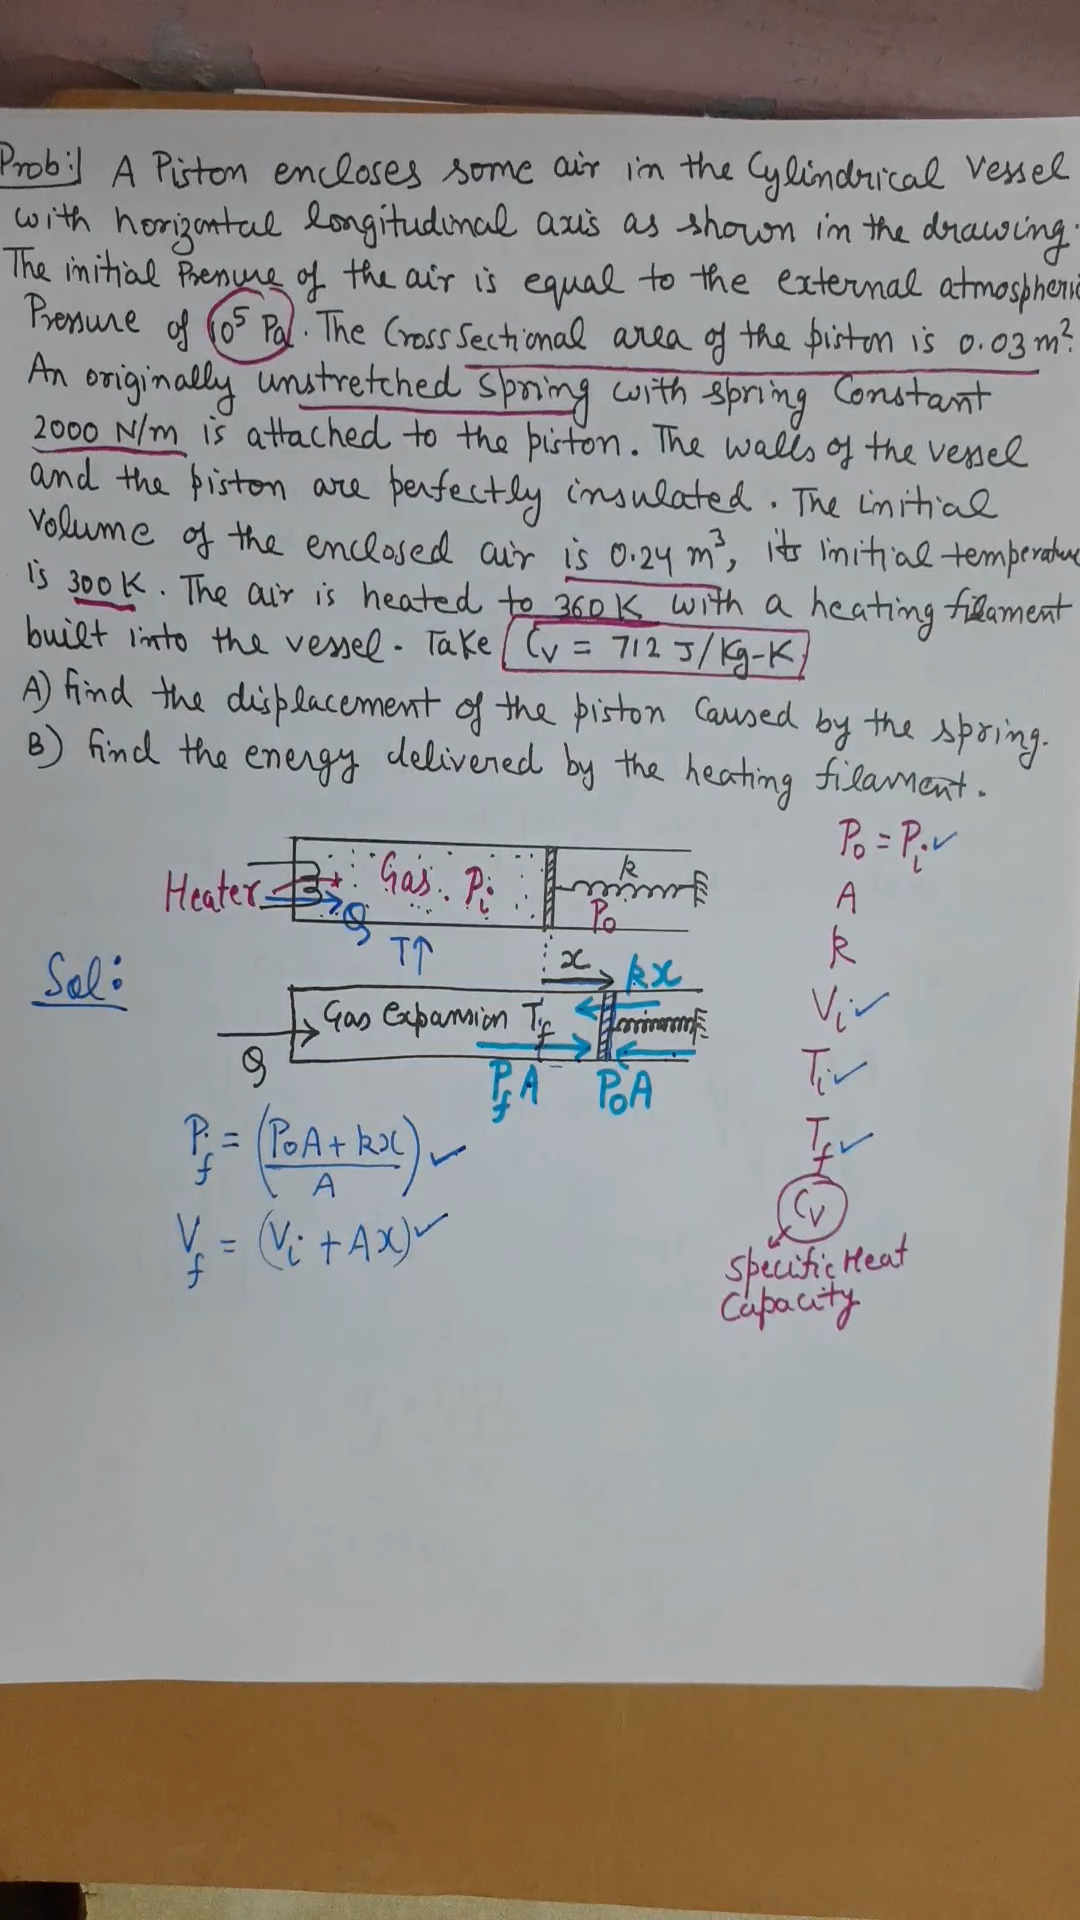 Prob:] A Piston encloses some air in the Cylindrical Vessel
with horizontal longitudinal axis as shown in the drawing.
The initial Pressure of the air is equal to the external atmospheric
Pressure of 10⁵ Pa. The Cross Sectional area of the piston is 0.03 m².
An originally unstretched spring with spring Constant
2000 N/m is attached to the piston. The walls of the vessel
and the piston are perfectly insulated. The initial
Volume of the enclosed air is 0.24 m³, its initial temperature
is 300 K. The air is heated to 360 K with a heating filament
built into the vessel. Take Cv = 712 J/Kg-K
A) find the displacement of the piston Caused by the spring.
B) find the energy delivered by the heating filament.
P₀ = Pi ✓
Heater Gas Pi k
Q P₀
A
T↑
k
Sol:
x kx
Gas Expansion Tf
Vi ✓
Q
PfA P₀A
Ti ✓
Pf = (P₀A + kx / A) ✓
Tf ✓
Vf = (Vi + Ax) ✓
Cv
Specific Heat
Capacity